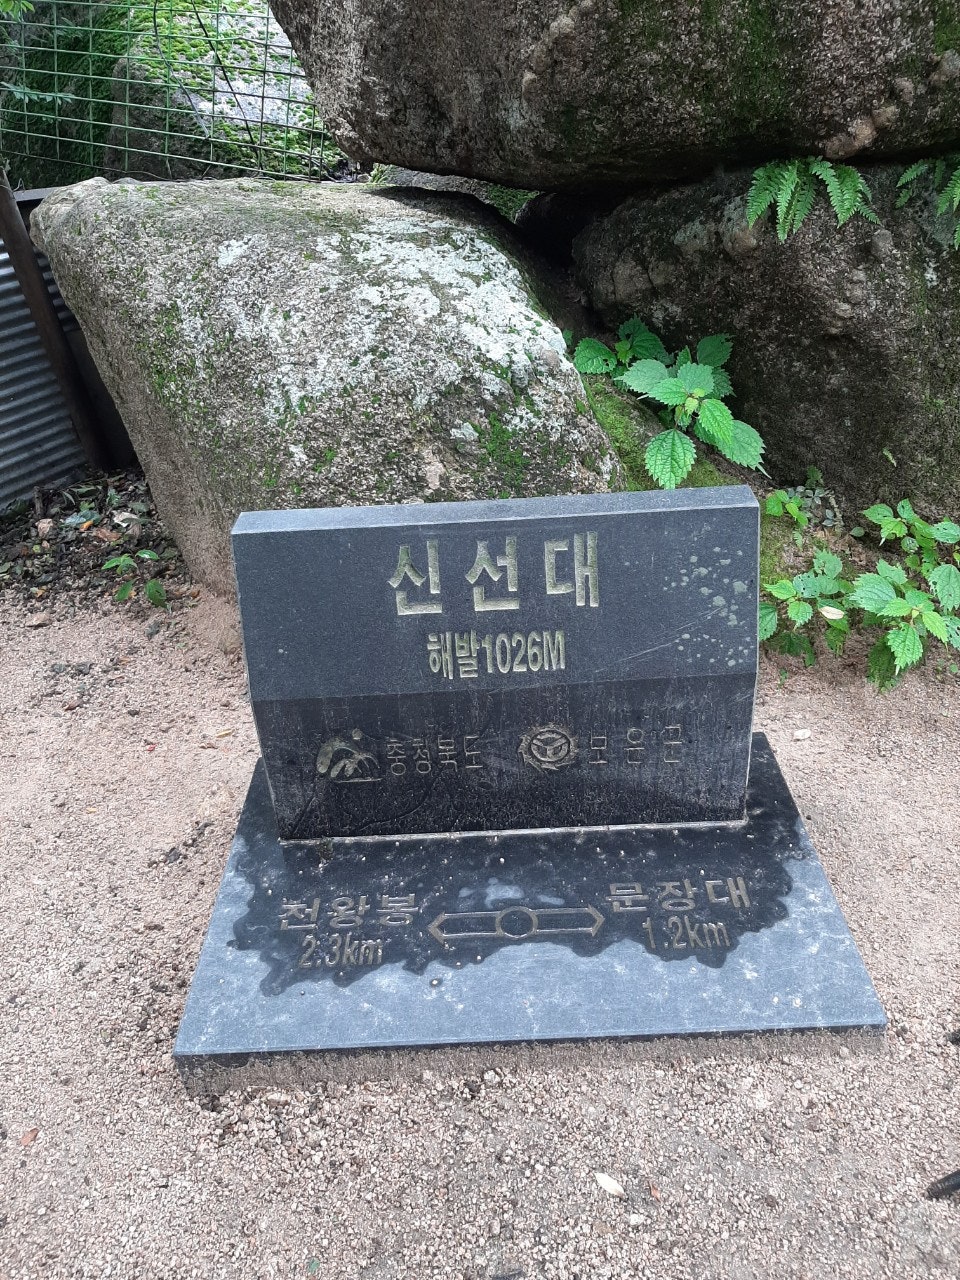 신선대
해발1026M
충청북도 보은군
천왕봉 문장대
2.3km 1.2km